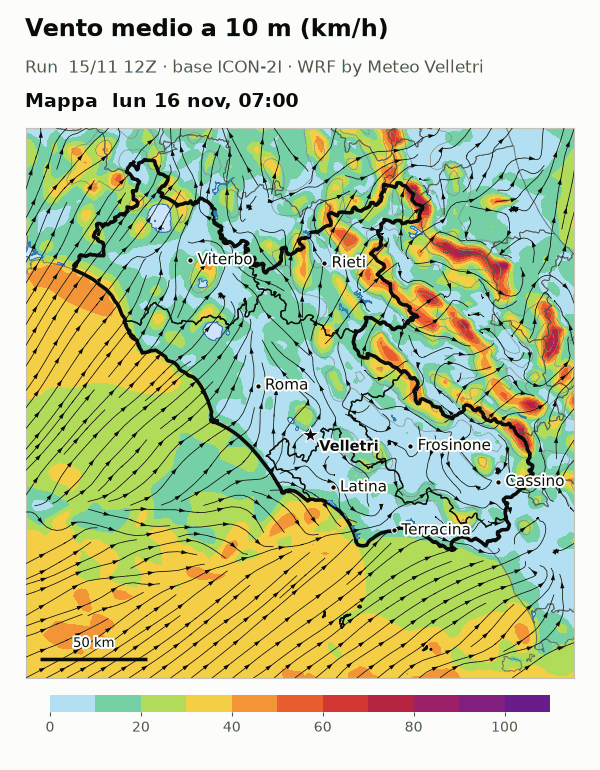 Vento medio a 10 m (km/h)
Run  15/11 12Z · base ICON-2I · WRF by Meteo Velletri
Mappa  lun 16 nov, 07:00
Viterbo
Rieti
Roma
Velletri
Frosinone
Cassino
Latina
Terracina
50 km
0 20 40 60 80 100